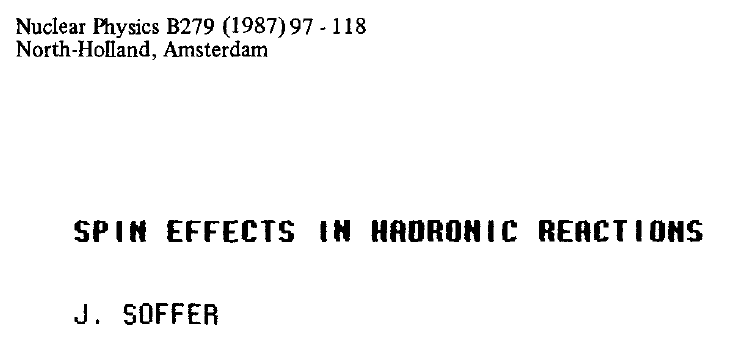 Nuclear Physics B279 (1987) 97 - 118
North-Holland, Amsterdam
SPIN EFFECTS IN HADRONIC REACTIONS
J. SOFFER